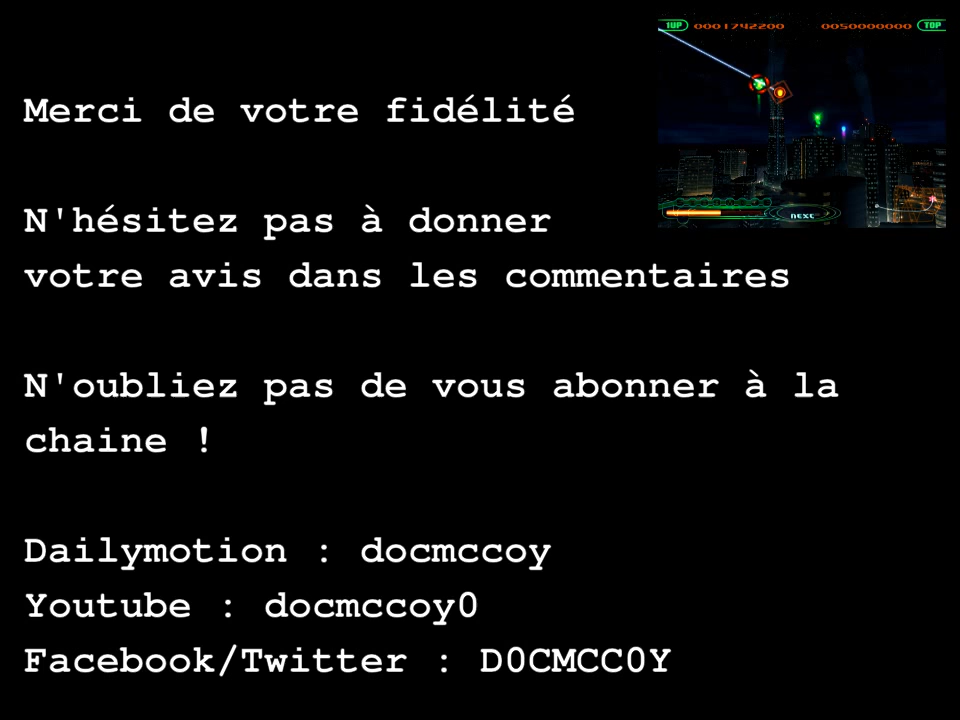 1UP 0001742200 0050000000 TOP
NEXT
Merci de votre fidélité
N'hésitez pas à donner
votre avis dans les commentaires
N'oubliez pas de vous abonner à la
chaine !
Dailymotion : docmccoy
Youtube : docmccoy0
Facebook/Twitter : D0CMCC0Y